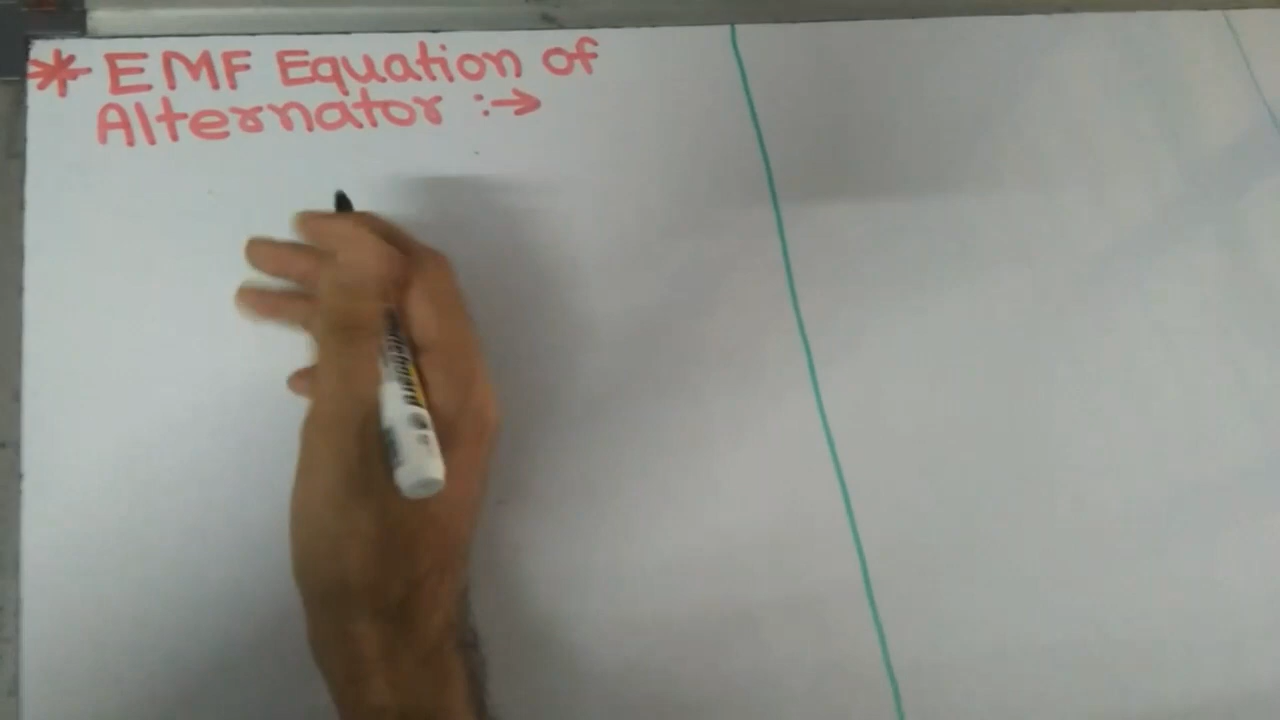 * EMF Equation of
Alternator :→